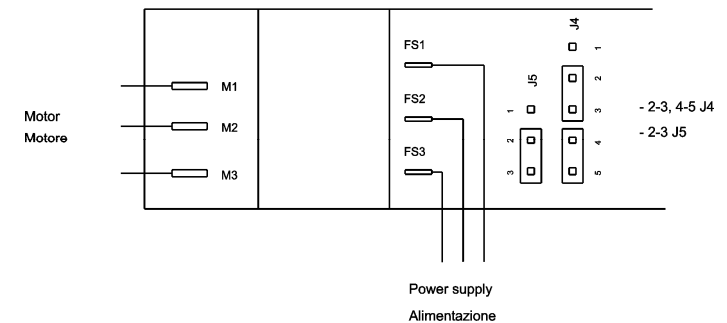 J4
FS1
1
J5
2
M1
FS2
1
3
- 2-3, 4-5 J4
Motor
M2
- 2-3 J5
Motore
2
4
FS3
M3
3
5
Power supply
Alimentazione